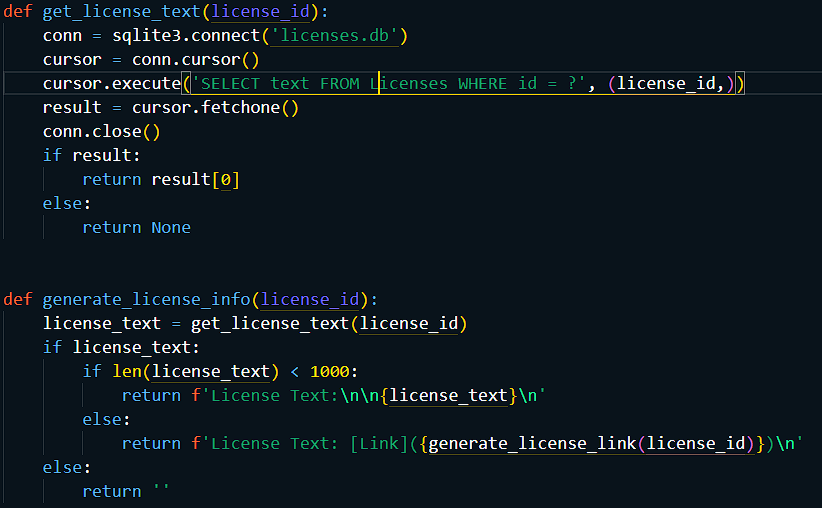 def get_license_text(license_id):
    conn = sqlite3.connect('licenses.db')
    cursor = conn.cursor()
    cursor.execute('SELECT text FROM Licenses WHERE id = ?', (license_id,))
    result = cursor.fetchone()
    conn.close()
    if result:
        return result[0]
    else:
        return None

def generate_license_info(license_id):
    license_text = get_license_text(license_id)
    if license_text:
        if len(license_text) < 1000:
            return f'License Text:\n\n{license_text}\n'
        else:
            return f'License Text: [Link]({generate_license_link(license_id)})\n'
    else:
        return ''